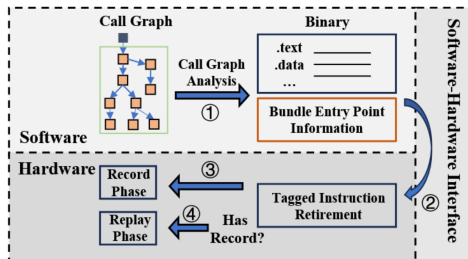 Call Graph
Binary
.text
.data
...
Call Graph
Analysis
①
Bundle Entry Point
Information
Software
Software-Hardware Interface
②
Hardware
Record
Phase
③
Tagged Instruction
Retirement
Replay
Phase
④
Has
Record?